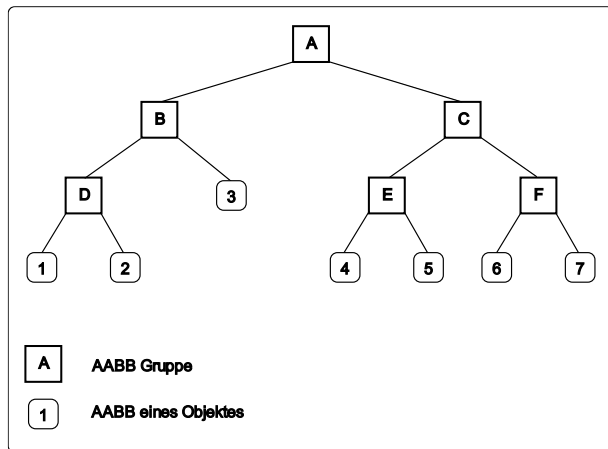 A
B C
D 3 E F
1 2 4 5 6 7
A AABB Gruppe
1 AABB eines Objektes